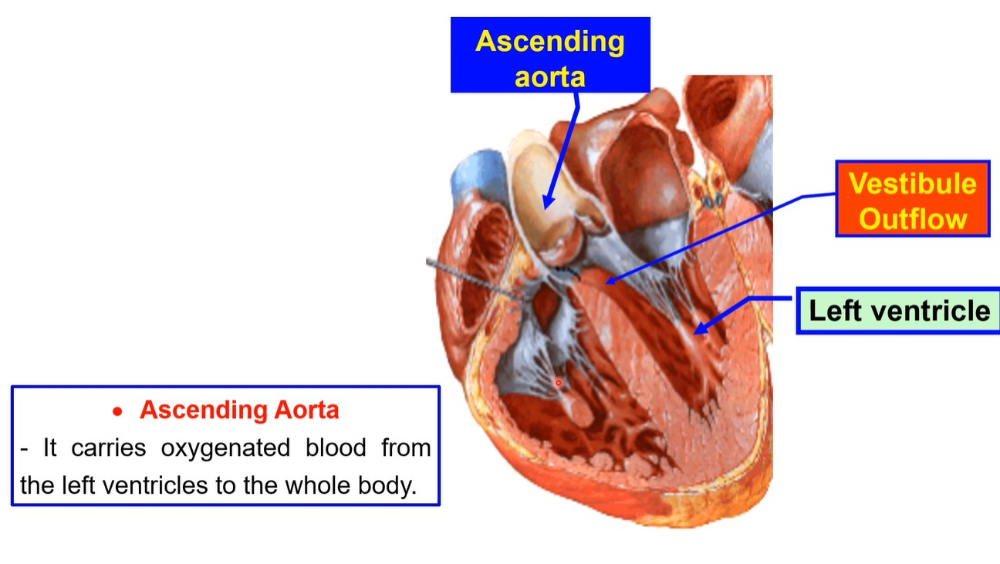 Ascending
aorta
Vestibule
Outflow
Left ventricle
• Ascending Aorta
- It carries oxygenated blood from
the left ventricles to the whole body.